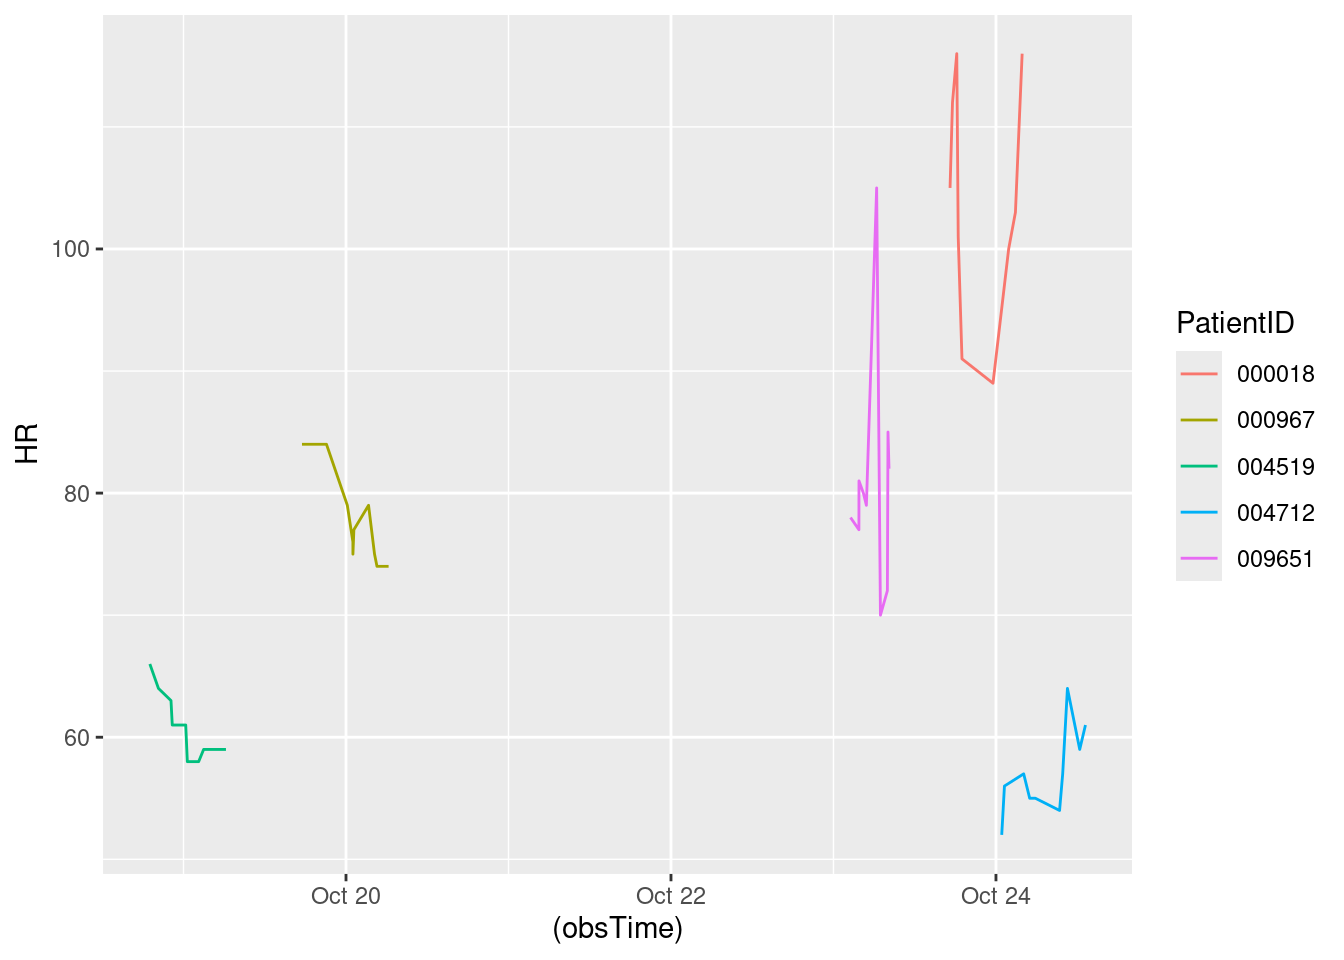 HR
100
80
60
Oct 20
Oct 22
Oct 24
(obsTime)
PatientID
000018
000967
004519
004712
009651